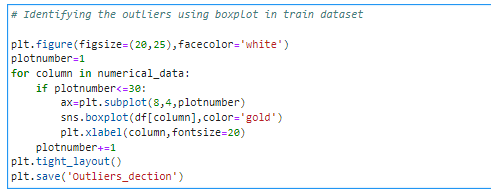 # Identifying the outliers using boxplot in train dataset
plt.figure(figsize=(20,25),facecolor='white')
plotnumber=1
for column in numerical_data:
    if plotnumber<=30:
        ax=plt.subplot(8,4,plotnumber)
        sns.boxplot(df[column],color='gold')
        plt.xlabel(column,fontsize=20)
    plotnumber+=1
plt.tight_layout()
plt.save('Outliers_dection')